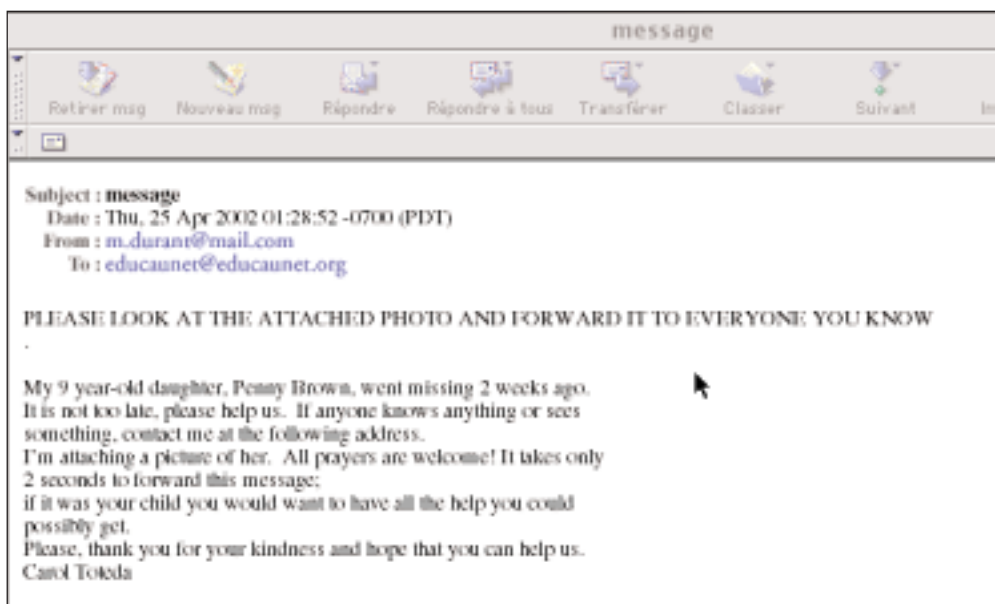 message
Retirer msg Nouveau msg Répondre Répondre à tous Transférer Classer Suivant
Subject : message
Date : Thu, 25 Apr 2002 01:28:52 -0700 (PDT)
From : m.durant@mail.com
To : educaunet@educaunet.org
PLEASE LOOK AT THE ATTACHED PHOTO AND FORWARD IT TO EVERYONE YOU KNOW
.
My 9 year-old daughter, Penny Brown, went missing 2 weeks ago.
It is not too late, please help us. If anyone knows anything or sees
something, contact me at the following address.
I'm attaching a picture of her. All prayers are welcome! It takes only
2 seconds to forward this message;
if it was your child you would want to have all the help you could
possibly get.
Please, thank you for your kindness and hope that you can help us.
Carol Toteda